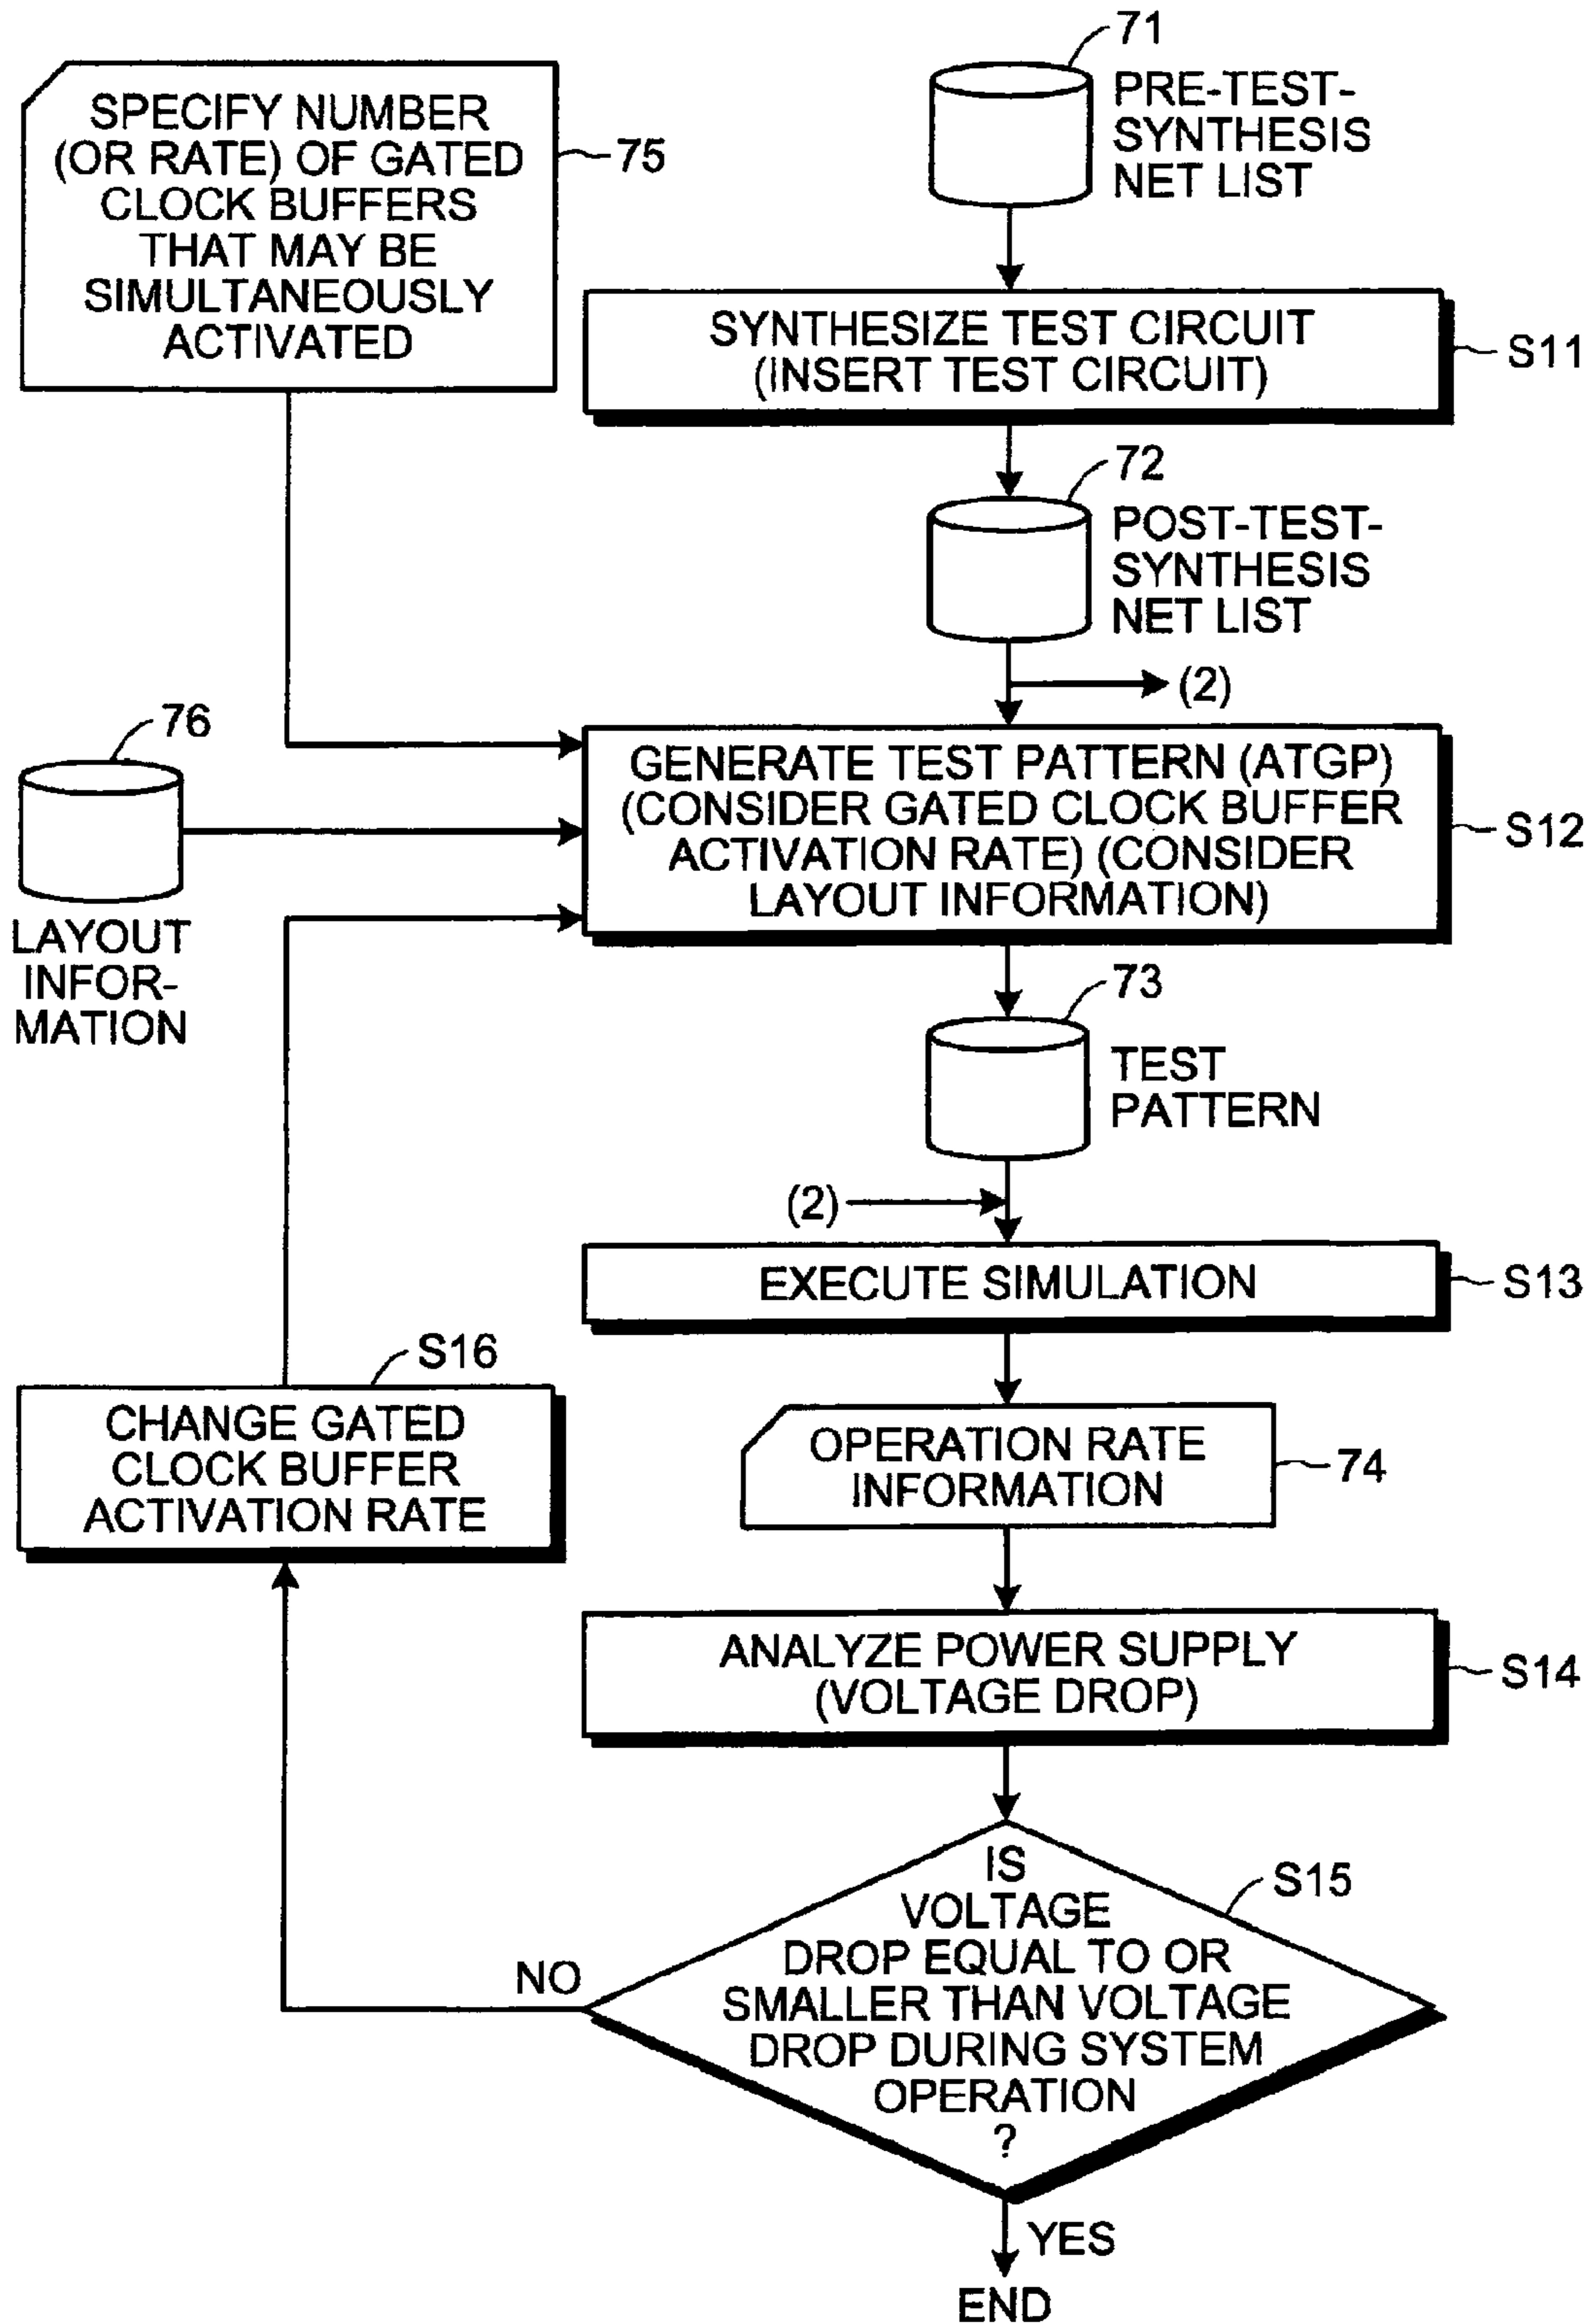 71
PRE-TEST-
SYNTHESIS
NET LIST
SPECIFY NUMBER
(OR RATE) OF GATED
CLOCK BUFFERS
THAT MAY BE
SIMULTANEOUSLY
ACTIVATED
75
SYNTHESIZE TEST CIRCUIT
(INSERT TEST CIRCUIT)
S11
72
POST-TEST-
SYNTHESIS
NET LIST
(2)
76
LAYOUT
INFOR-
MATION
GENERATE TEST PATTERN (ATGP)
(CONSIDER GATED CLOCK BUFFER
ACTIVATION RATE) (CONSIDER
LAYOUT INFORMATION)
S12
73
TEST
PATTERN
(2)
EXECUTE SIMULATION
S13
S16
CHANGE GATED
CLOCK BUFFER
ACTIVATION RATE
OPERATION RATE
INFORMATION
74
ANALYZE POWER SUPPLY
(VOLTAGE DROP)
S14
IS
VOLTAGE
DROP EQUAL TO OR
SMALLER THAN VOLTAGE
DROP DURING SYSTEM
OPERATION
?
S15
NO
YES
END